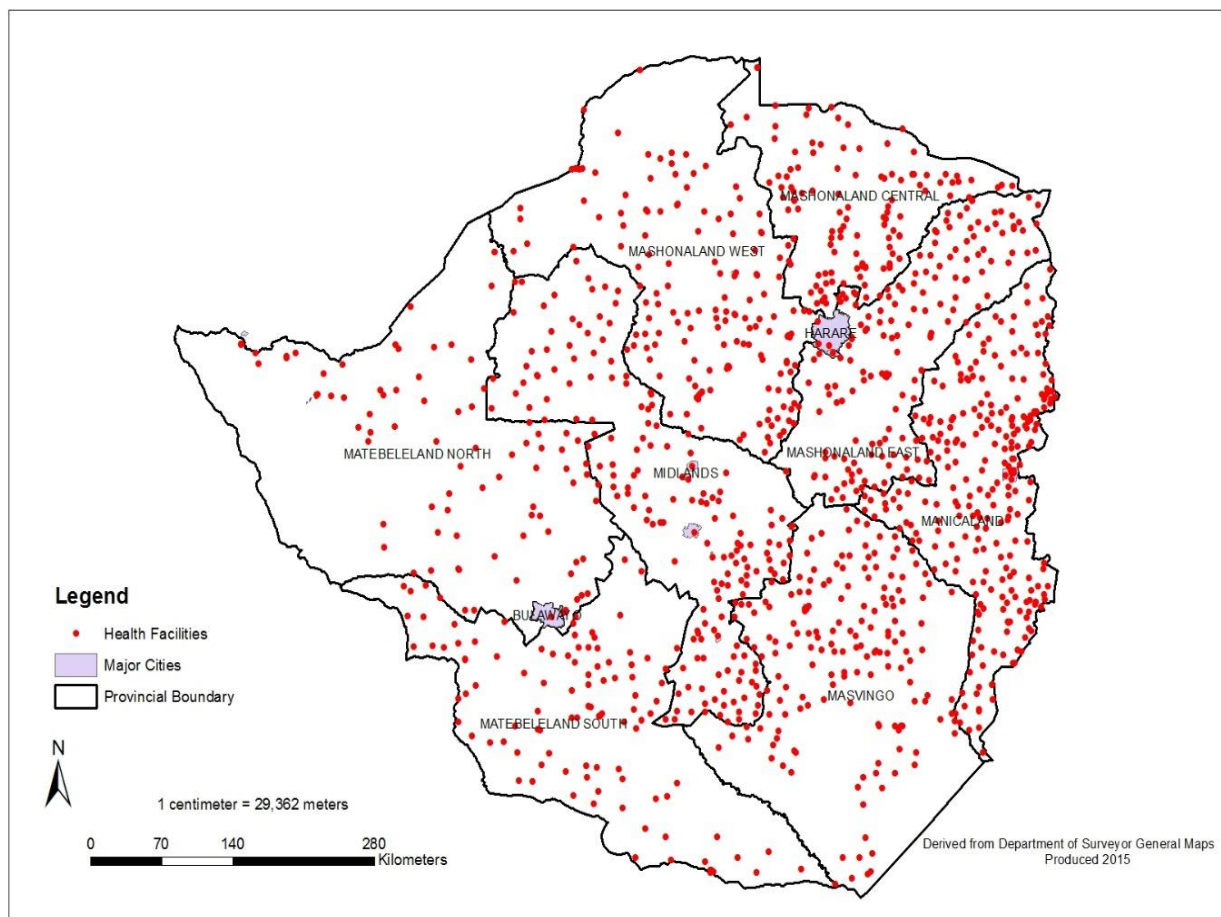 MASHONALAND CENTRAL
MASHONALAND WEST
HARARE
MATEBELELAND NORTH
MASHONALAND EAST
MIDLANDS
MANICALAND
BULAWAYO
MASVINGO
MATEBELELAND SOUTH
Legend
Health Facilities
Major Cities
Provincial Boundary
N
1 centimeter = 29,362 meters
0 70 140 280
Kilometers
Derived from Department of Surveyor General Maps
Produced 2015